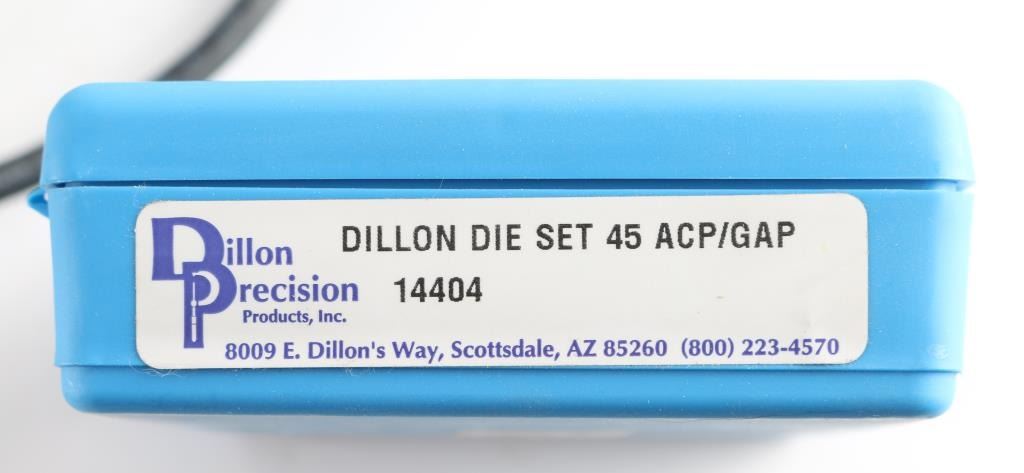 DILLON DIE SET 45 ACP/GAP
14404
Dillon
Precision
Products, Inc.
8009 E. Dillon's Way, Scottsdale, AZ 85260 (800) 223-4570